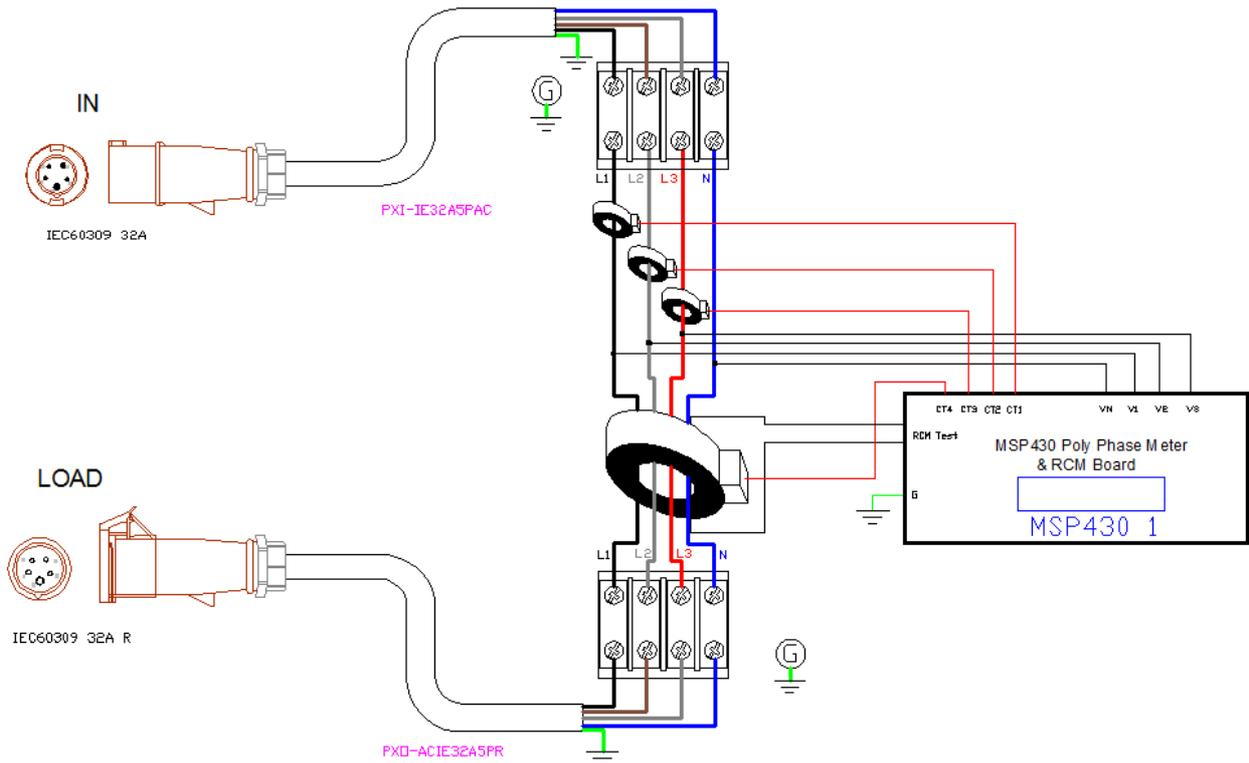 IN
G
L1 L2 L3 N
PXI-IE32A5PAC
IEC60309 32A
CT4 CT3 CT2 CT1 VN V1 V2 V3
RCM Test
MSP430 Poly Phase Meter
& RCM Board
LOAD
G
MSP430 1
L1 L2 L3 N
IEC60309 32A R
G
PXO-ACIE32A5PR